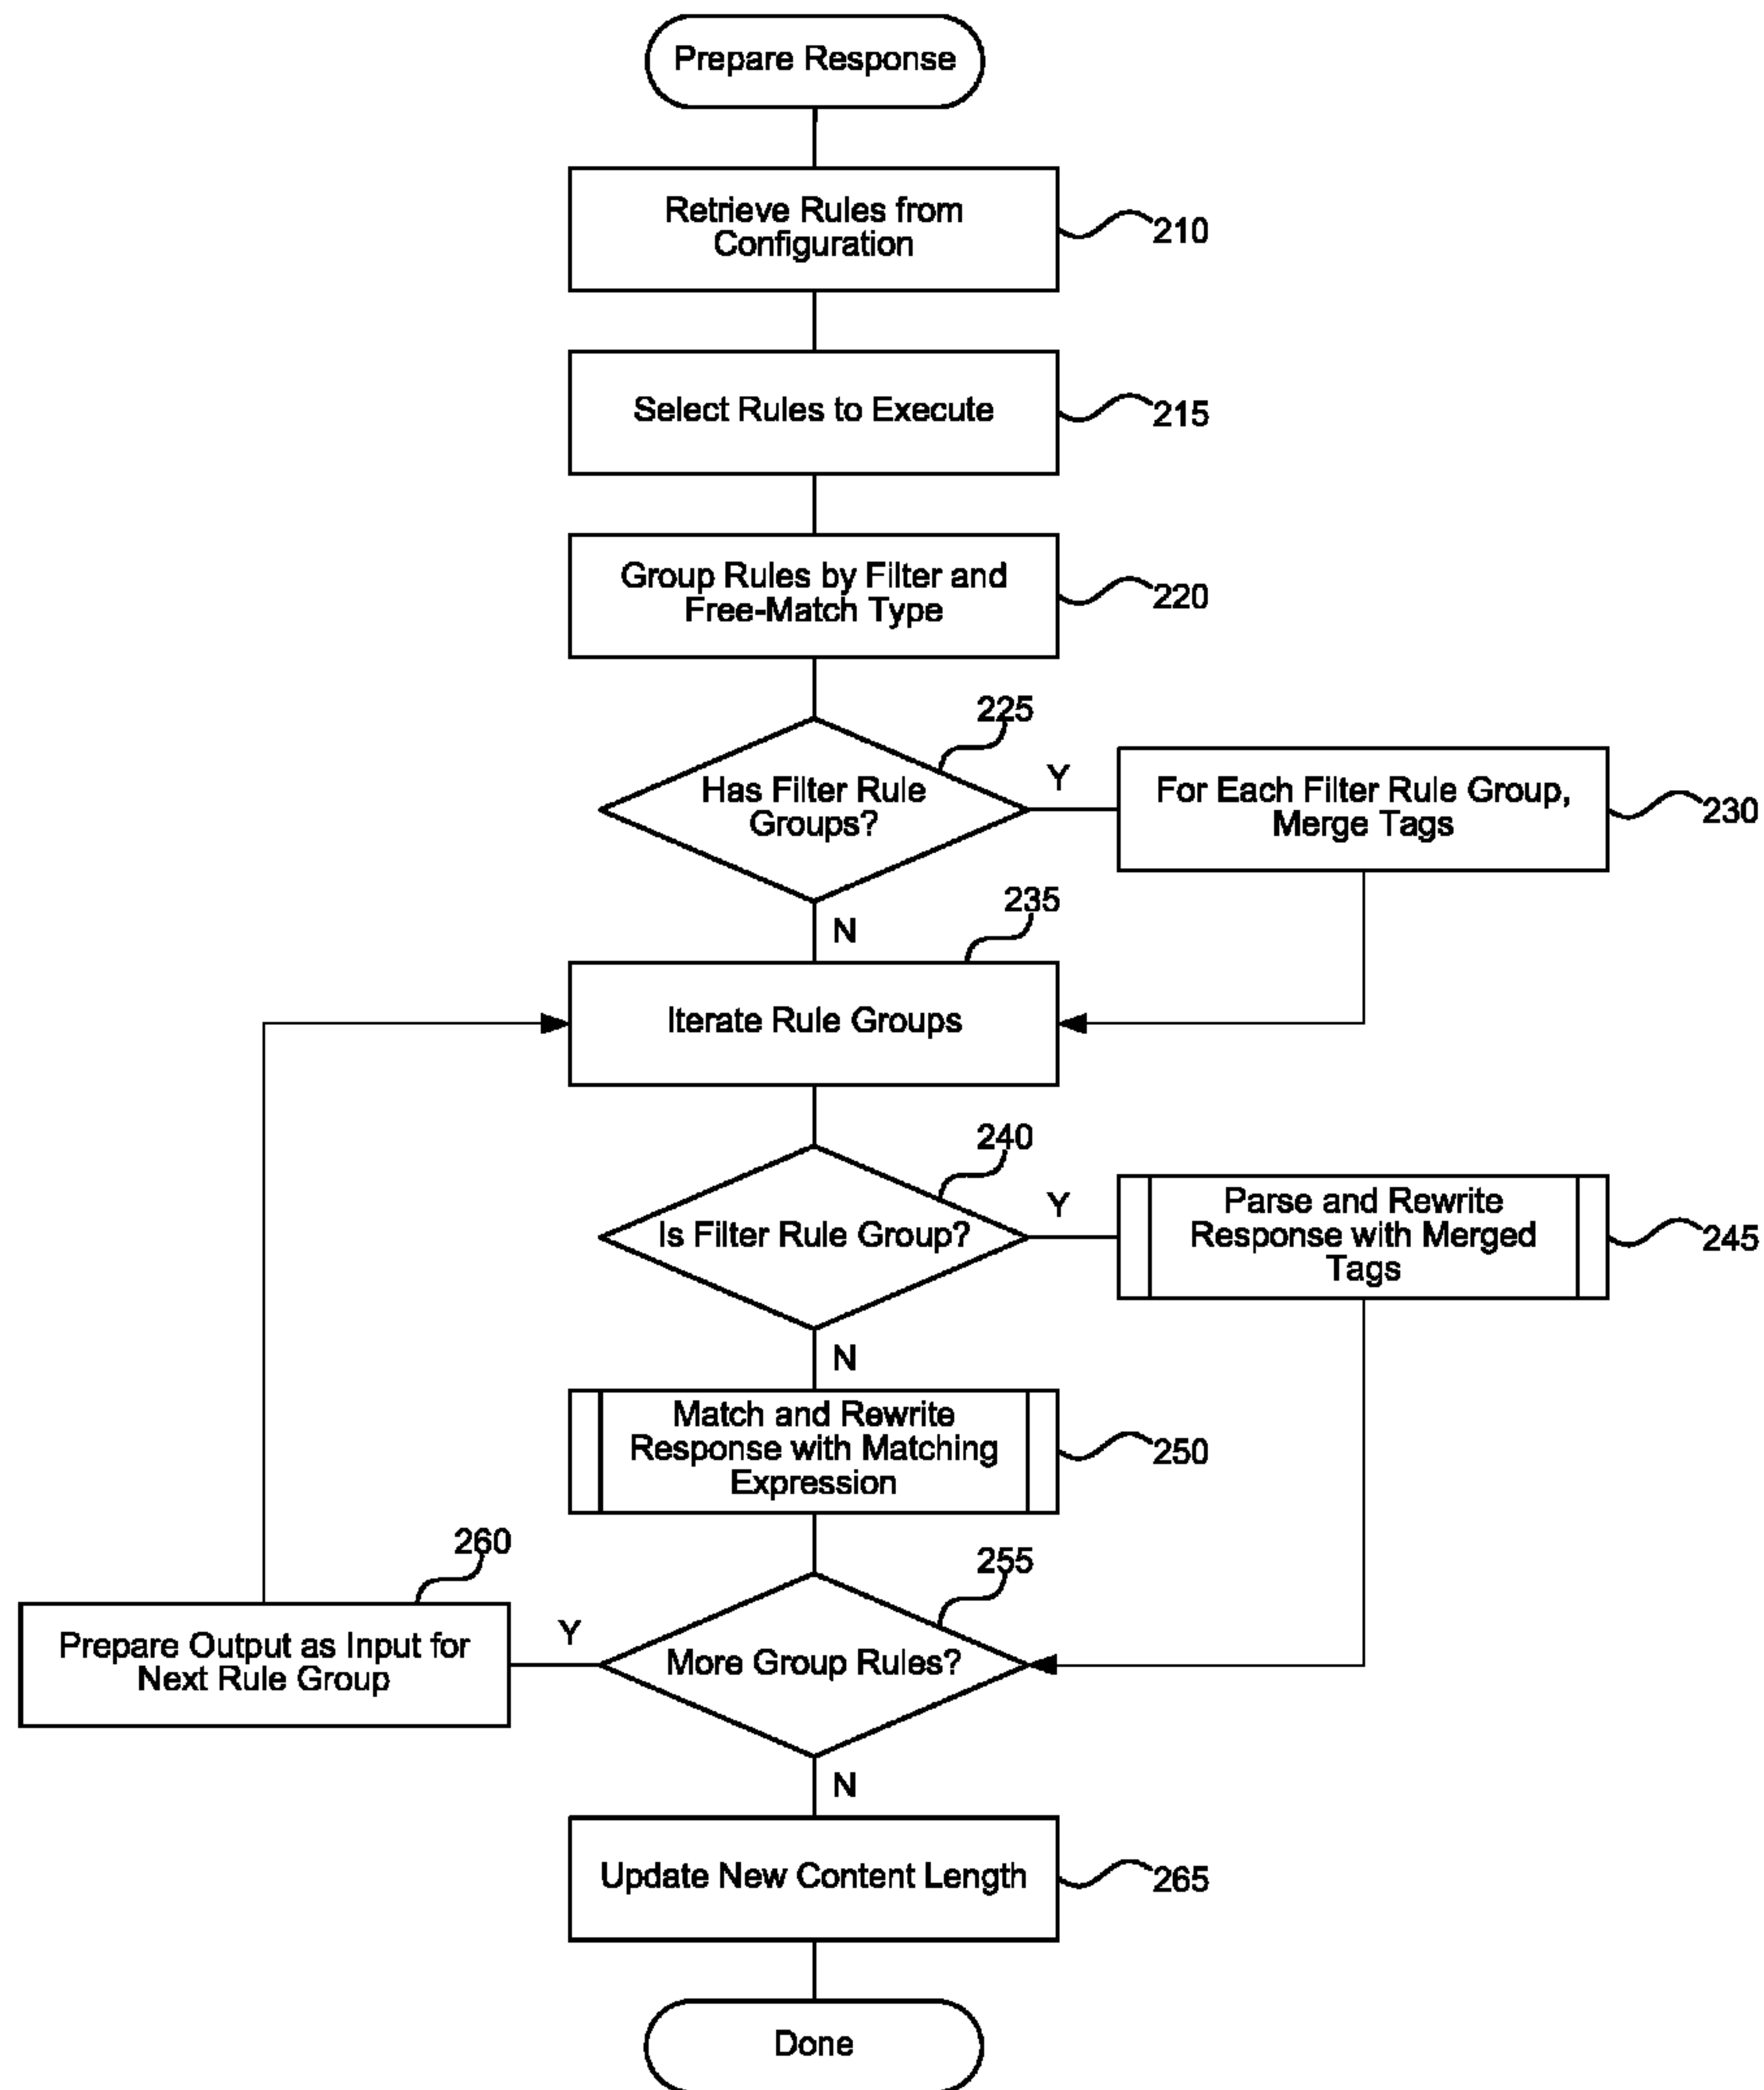 Prepare Response
Retrieve Rules from
Configuration
210
Select Rules to Execute
215
Group Rules by Filter and
Free-Match Type
220
225
Has Filter Rule
Groups?
Y
For Each Filter Rule Group,
Merge Tags
230
N
235
Iterate Rule Groups
240
Is Filter Rule Group?
Y
Parse and Rewrite
Response with Merged
Tags
245
N
Match and Rewrite
Response with Matching
Expression
250
260
255
Prepare Output as Input for
Next Rule Group
Y
More Group Rules?
N
Update New Content Length
265
Done